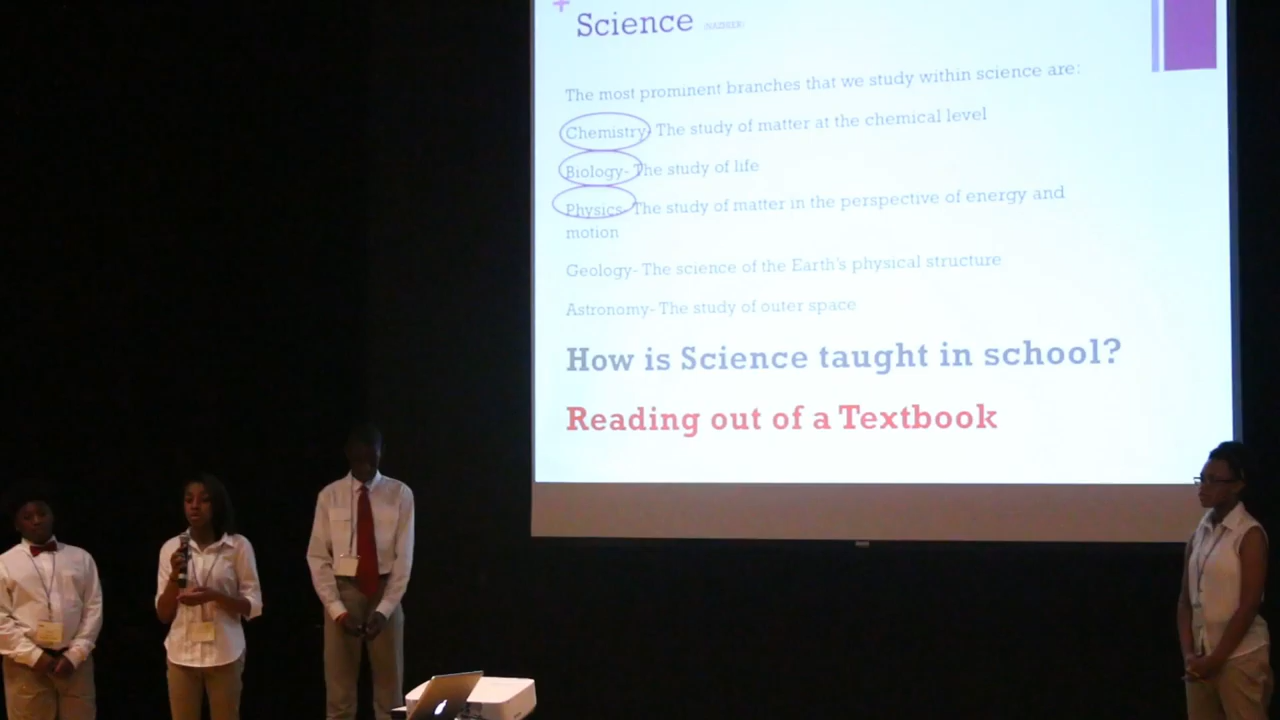 +
Science
The most prominent branches that we study within science are:
Chemistry- The study of matter at the chemical level
Biology- The study of life
Physics- The study of matter in the perspective of energy and
motion
Geology- The science of the Earth's physical structure
Astronomy- The study of outer space
How is Science taught in school?
Reading out of a Textbook